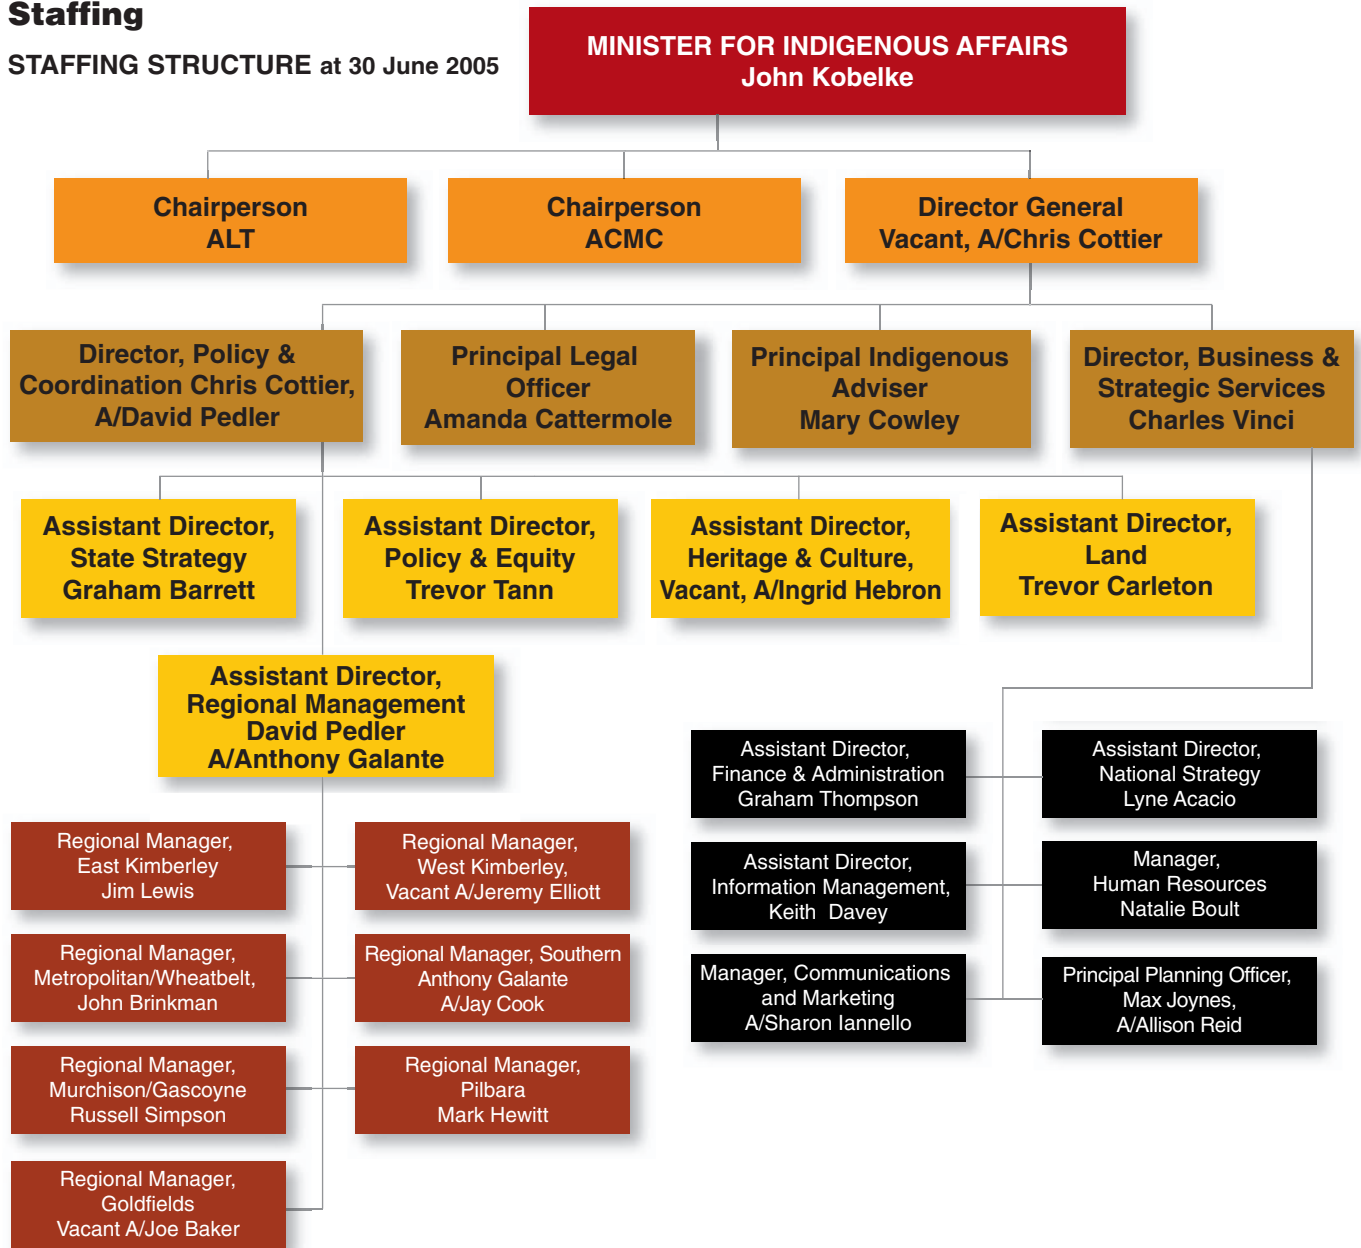 Staffing
STAFFING STRUCTURE at 30 June 2005
MINISTER FOR INDIGENOUS AFFAIRS
John Kobelke
Chairperson
ALT
Chairperson
ACMC
Director General
Vacant, A/Chris Cottier
Director, Policy &
Coordination Chris Cottier,
A/David Pedler
Principal Legal
Officer
Amanda Cattermole
Principal Indigenous
Adviser
Mary Cowley
Director, Business &
Strategic Services
Charles Vinci
Assistant Director,
State Strategy
Graham Barrett
Assistant Director,
Policy & Equity
Trevor Tann
Assistant Director,
Heritage & Culture,
Vacant, A/Ingrid Hebron
Assistant Director,
Land
Trevor Carleton
Assistant Director,
Regional Management
David Pedler
A/Anthony Galante
Regional Manager,
East Kimberley
Jim Lewis
Regional Manager,
West Kimberley,
Vacant A/Jeremy Elliott
Regional Manager,
Metropolitan/Wheatbelt,
John Brinkman
Regional Manager, Southern
Anthony Galante
A/Jay Cook
Regional Manager,
Murchison/Gascoyne
Russell Simpson
Regional Manager,
Pilbara
Mark Hewitt
Regional Manager,
Goldfields
Vacant A/Joe Baker
Assistant Director,
Finance & Administration
Graham Thompson
Assistant Director,
National Strategy
Lyne Acacio
Assistant Director,
Information Management,
Keith Davey
Manager,
Human Resources
Natalie Boult
Manager, Communications
and Marketing
A/Sharon Iannello
Principal Planning Officer,
Max Joynes,
A/Allison Reid